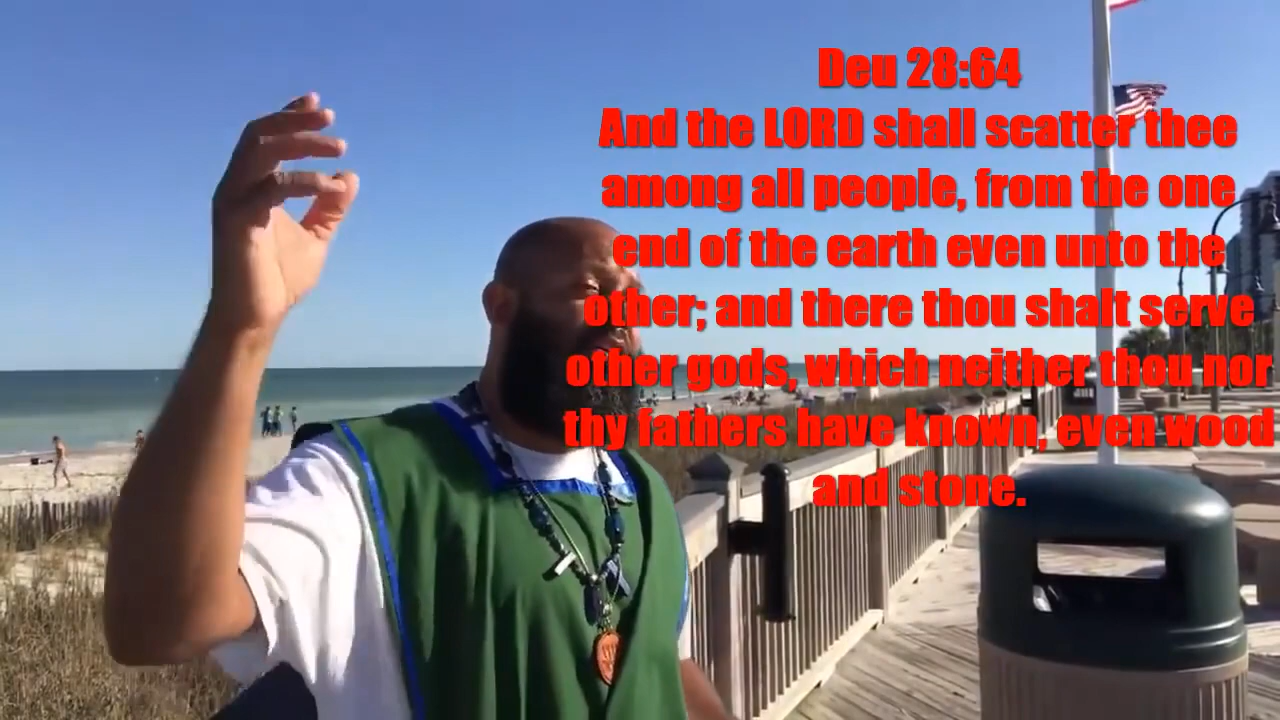 Deu 28:64
And the LORD shall scatter thee
among all people, from the one
end of the earth even unto the
other; and there thou shalt serve
other gods, which neither thou nor
thy fathers have known, even wood
and stone.